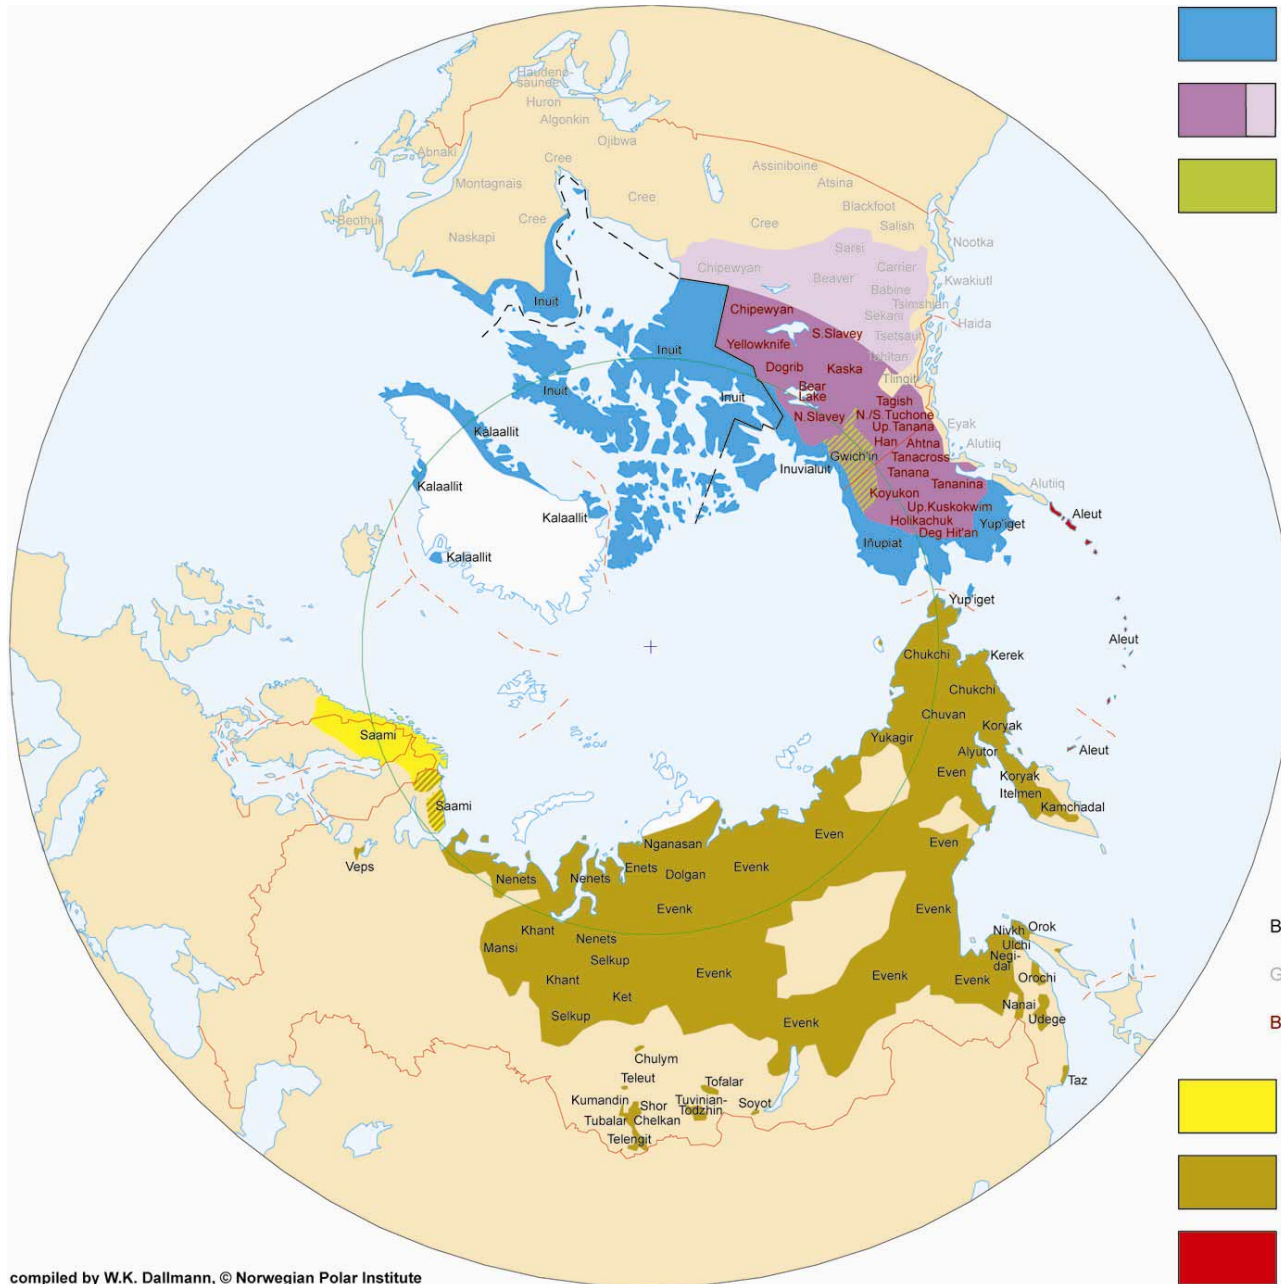 Haudeno-
saunee
Huron
Algonkin
Ojibwa
Abnaki
Cree
Assiniboine
Montagnais
Atsina
Cree
Blackfoot
Beothuk
Cree
Cree
Salish
Naskapi
Nootka
Sarsi
Chipewyan
Carrier
Beaver
Kwakiutl
Babine
Inuit
Tsimshian
Chipewyan
Sekani
Haida
S.Slavey
Tsetsaut
Yellowknife
Inuit
Tahltan
Dogrib
Kaska
Tlingit
Inuit
Bear
Lake
Inuit
Tagish
N.Slavey
N./S.Tuchone
Eyak
Up.Tanana
Kalaallit
Han
Ahtna
Alutiiq
Gwich'in
Tanacross
Inuvialuit
Tanana
Kalaallit
Tananina
Alutiiq
Koyukon
Up.Kuskokwim
Aleut
Kalaallit
Holikachuk
Yup'iget
Deg Hit'an
Iñupiat
Kalaallit
Yup'iget
Aleut
Chukchi
Kerek
Chukchi
Chuvan
Koryak
Saami
Yukagir
Alyutor
Aleut
Even
Koryak
Itelmen
Saami
Kamchadal
Even
Nganasan
Even
Veps
Enets
Evenk
Nenets
Nenets
Dolgan
Evenk
Evenk
Khant
Nivkh
Orok
Nenets
Ulchi
Mansi
Negi-
dal
Selkup
Evenk
Evenk
Evenk
Orochi
Khant
Ket
Nanai
Selkup
Evenk
Udege
Chulym
Teleut
Tofalar
Taz
Kumandin
Shor
Tuvinian-
Todzhin
Soyot
Tubalar
Chelkan
Telengit
B
G
B
compiled by W.K. Dallmann, © Norwegian Polar Institute